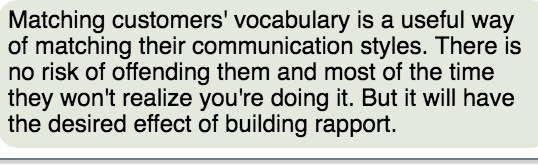 Matching customers' vocabulary is a useful way
of matching their communication styles. There is
no risk of offending them and most of the time
they won't realize you're doing it. But it will have
the desired effect of building rapport.